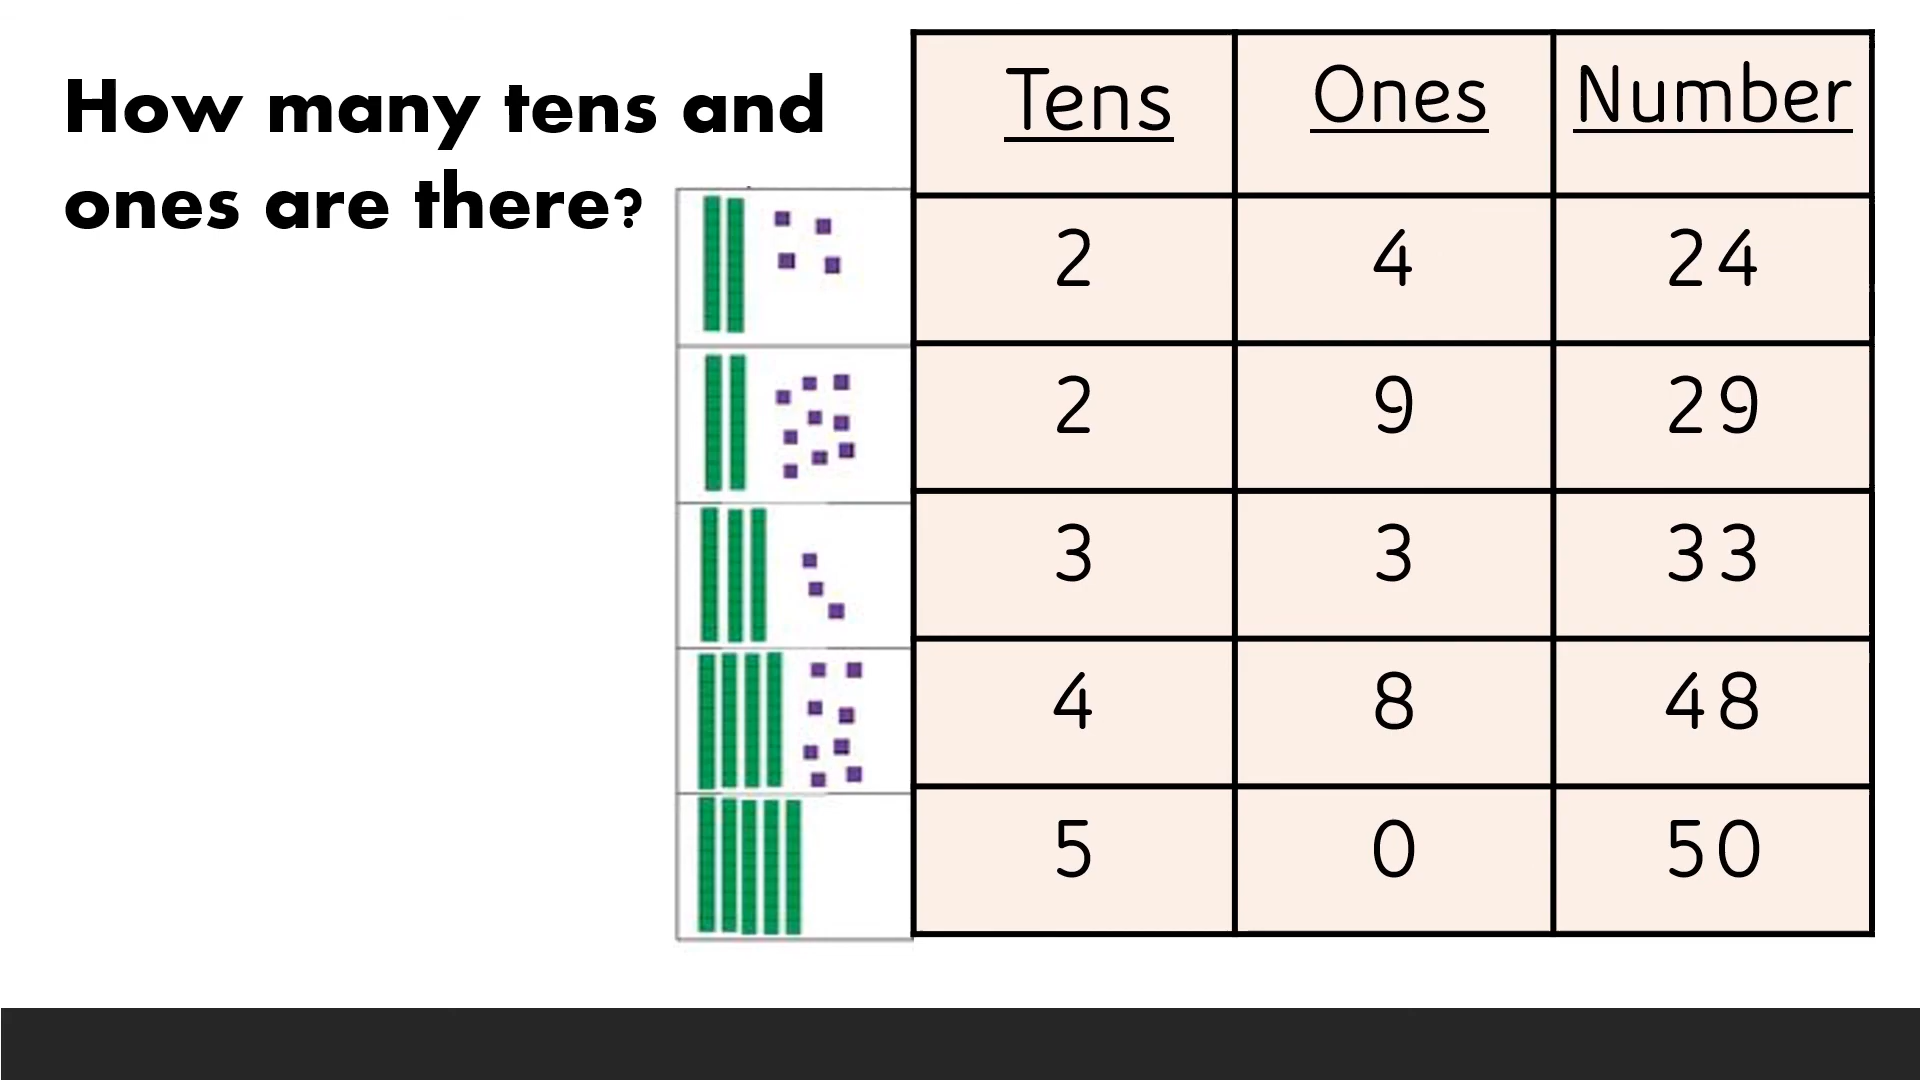 How many tens and
ones are there?
Tens Ones Number
2 4 24
2 9 29
3 3 33
4 8 48
5 0 50